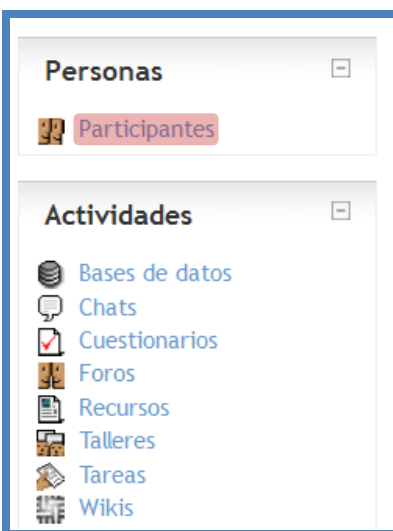 Personas
Participantes
Actividades
Bases de datos
Chats
Cuestionarios
Foros
Recursos
Talleres
Tareas
Wikis